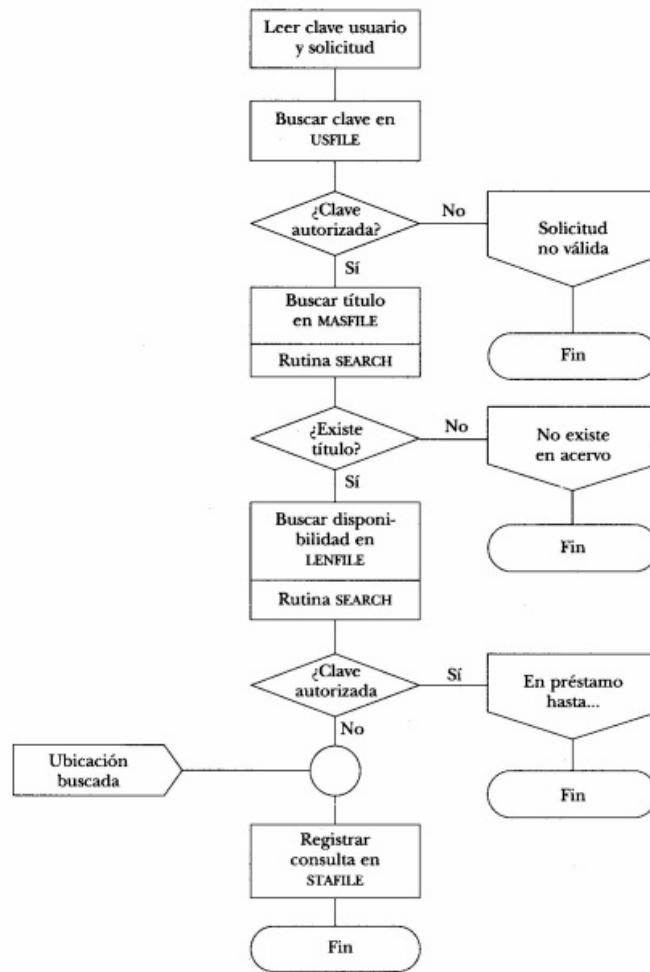 Leer clave usuario
y solicitud
Buscar clave en
USFILE
¿Clave
autorizada?
No
Solicitud
no válida
Sí
Fin
Buscar título
en MASFILE
Rutina SEARCH
¿Existe
título?
No
No existe
en acervo
Sí
Fin
Buscar disponi-
bilidad en
LENFILE
Rutina SEARCH
¿Clave
autorizada
Sí
En préstamo
hasta...
No
Ubicación
buscada
Fin
Registrar
consulta en
STAFILE
Fin